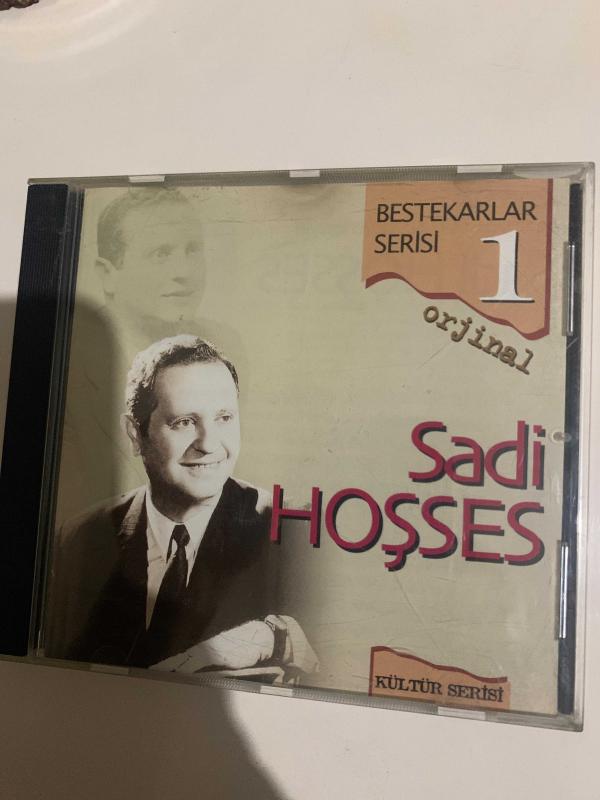 BESTEKARLAR
SERİSİ 1
orjinal
Sadi
HOŞSES
KÜLTÜR SERİSİ